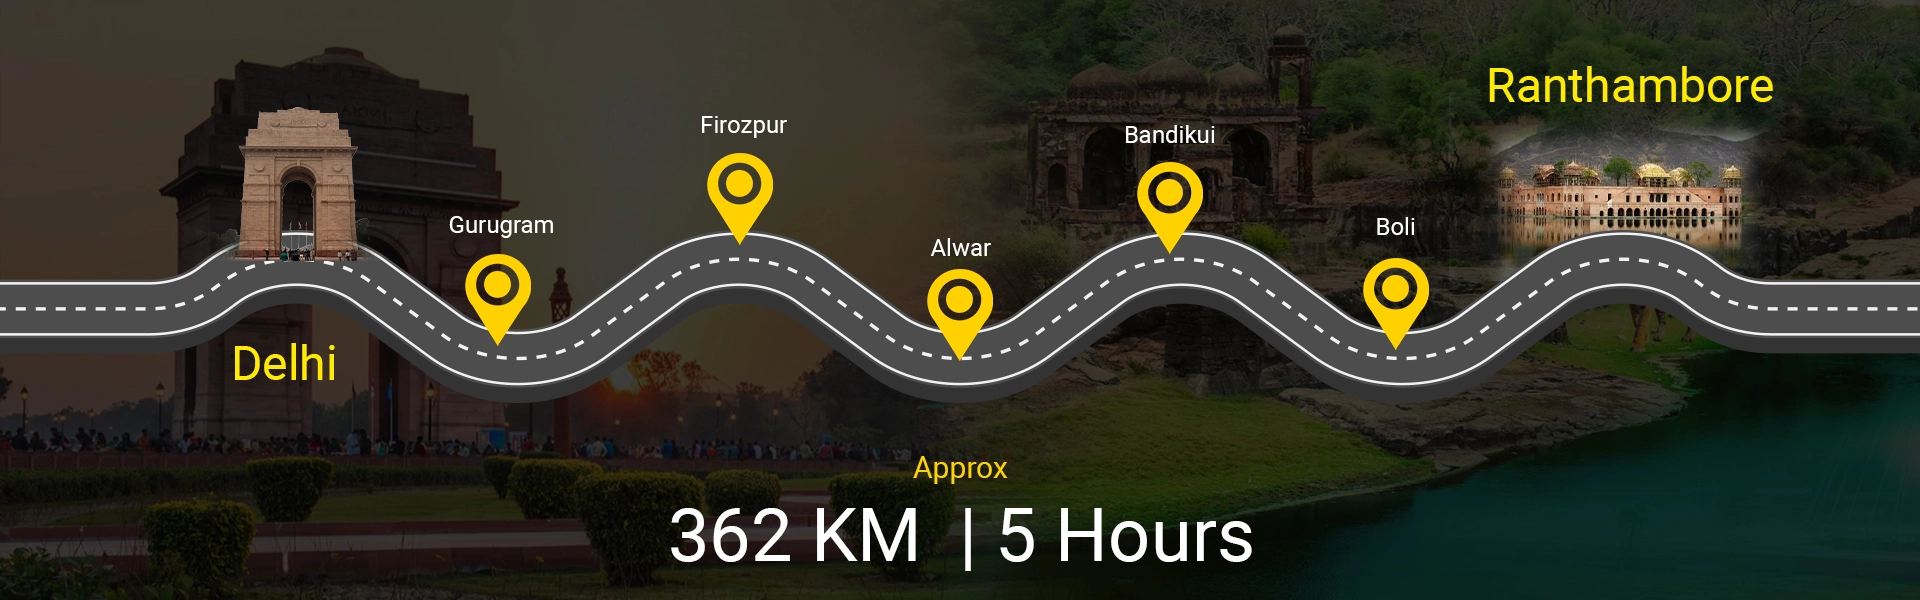 Delhi
Gurugram
Firozpur
Alwar
Bandikui
Boli
Ranthambore
Approx
362 KM | 5 Hours